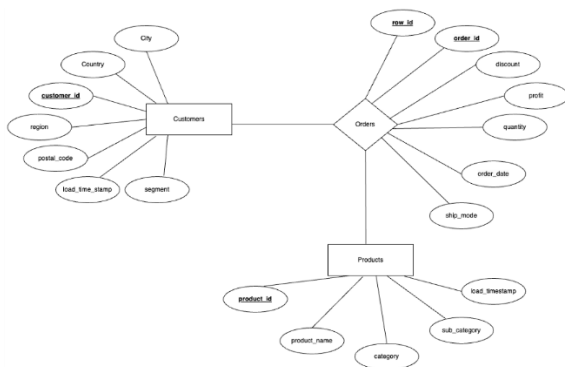 City
row_id
order_id
Country
discount
customer_id
profit
Customers
Orders
region
quantity
postal_code
order_date
load_time_stamp
segment
ship_mode
Products
product_id
load_timestamp
product_name
sub_category
category